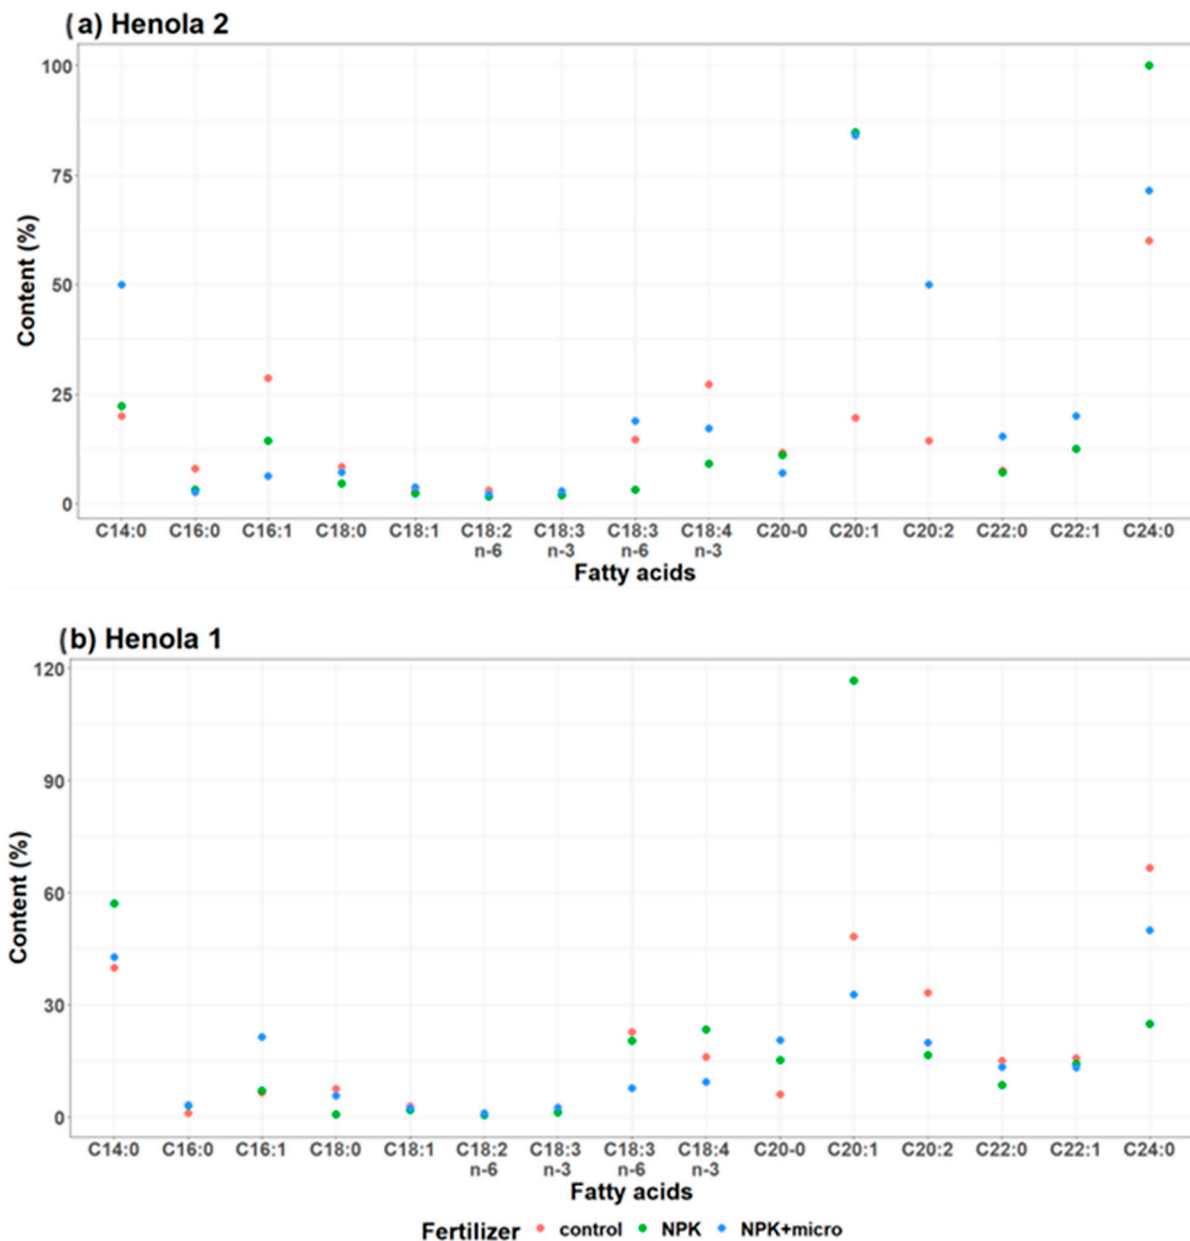 (a) Henola 2
100
75
50
25
0
Content (%)
C14:0 C16:0 C16:1 C18:0 C18:1 C18:2 C18:3 C18:3 C18:4 C20-0 C20:1 C20:2 C22:0 C22:1 C24:0
n-6 n-3 n-6 n-3
Fatty acids
(b) Henola 1
120
90
60
30
0
Content (%)
C14:0 C16:0 C16:1 C18:0 C18:1 C18:2 C18:3 C18:3 C18:4 C20-0 C20:1 C20:2 C22:0 C22:1 C24:0
n-6 n-3 n-6 n-3
Fatty acids
Fertilizer control NPK NPK+micro